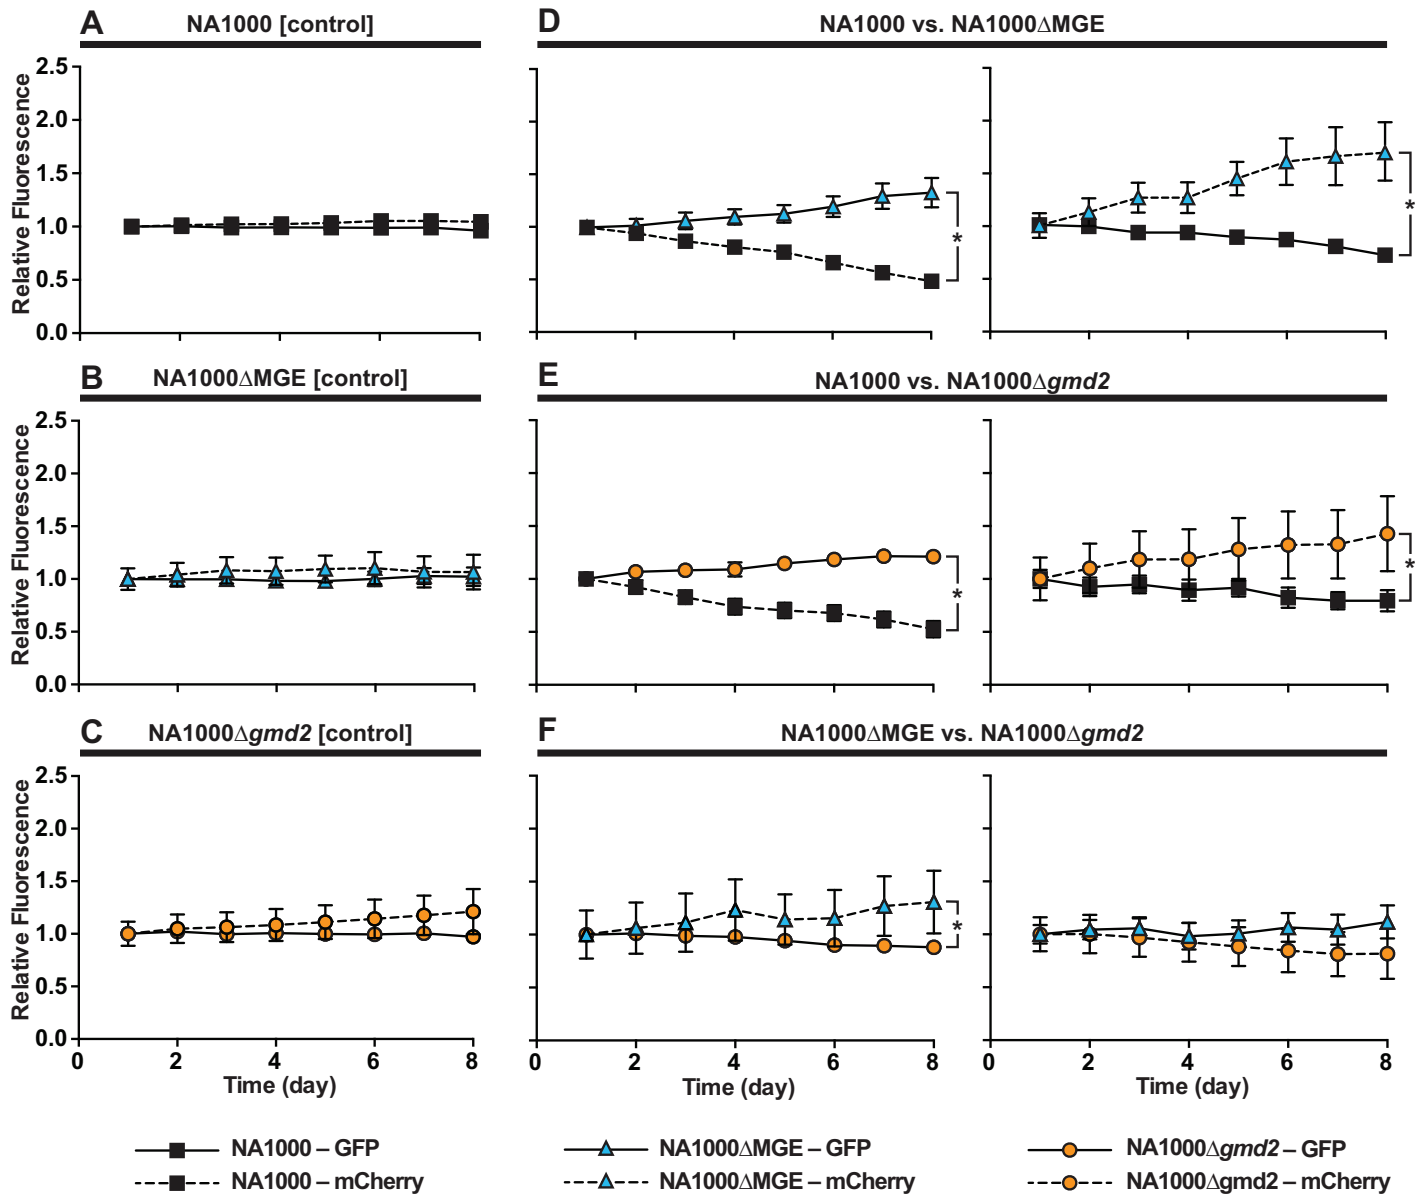 A NA1000 [control]
D NA1000 vs. NA1000ΔMGE
Relative Fluorescence
2.5
2.0
1.5
1.0
0.5
0.0
*
*
B NA1000ΔMGE [control]
E NA1000 vs. NA1000Δgmd2
Relative Fluorescence
2.5
2.0
1.5
1.0
0.5
0.0
*
*
C NA1000Δgmd2 [control]
F NA1000ΔMGE vs. NA1000Δgmd2
Relative Fluorescence
2.5
2.0
1.5
1.0
0.5
0.0
*
0 2 4 6 8
0 2 4 6 8
0 2 4 6 8
Time (day)
Time (day)
Time (day)
NA1000 – GFP
NA1000ΔMGE – GFP
NA1000Δgmd2 – GFP
NA1000 – mCherry
NA1000ΔMGE – mCherry
NA1000Δgmd2 – mCherry